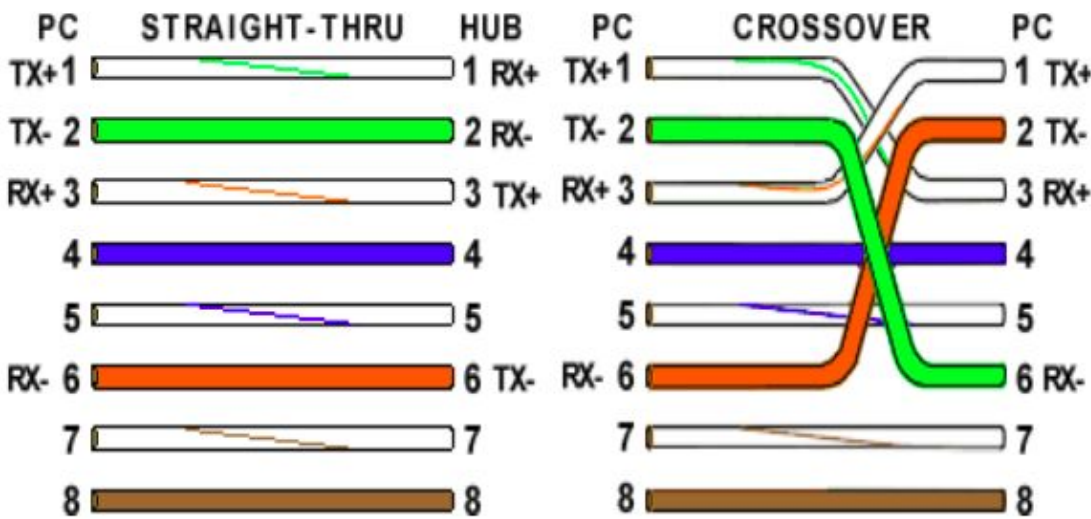 PC STRAIGHT-THRU HUB PC CROSSOVER PC
TX+ 1 1 RX+ TX+ 1 1 TX+
TX- 2 2 RX- TX- 2 2 TX-
RX+ 3 3 TX+ RX+ 3 3 RX+
4 4 4 4
5 5 5 5
RX- 6 6 TX- RX- 6 6 RX-
7 7 7 7
8 8 8 8